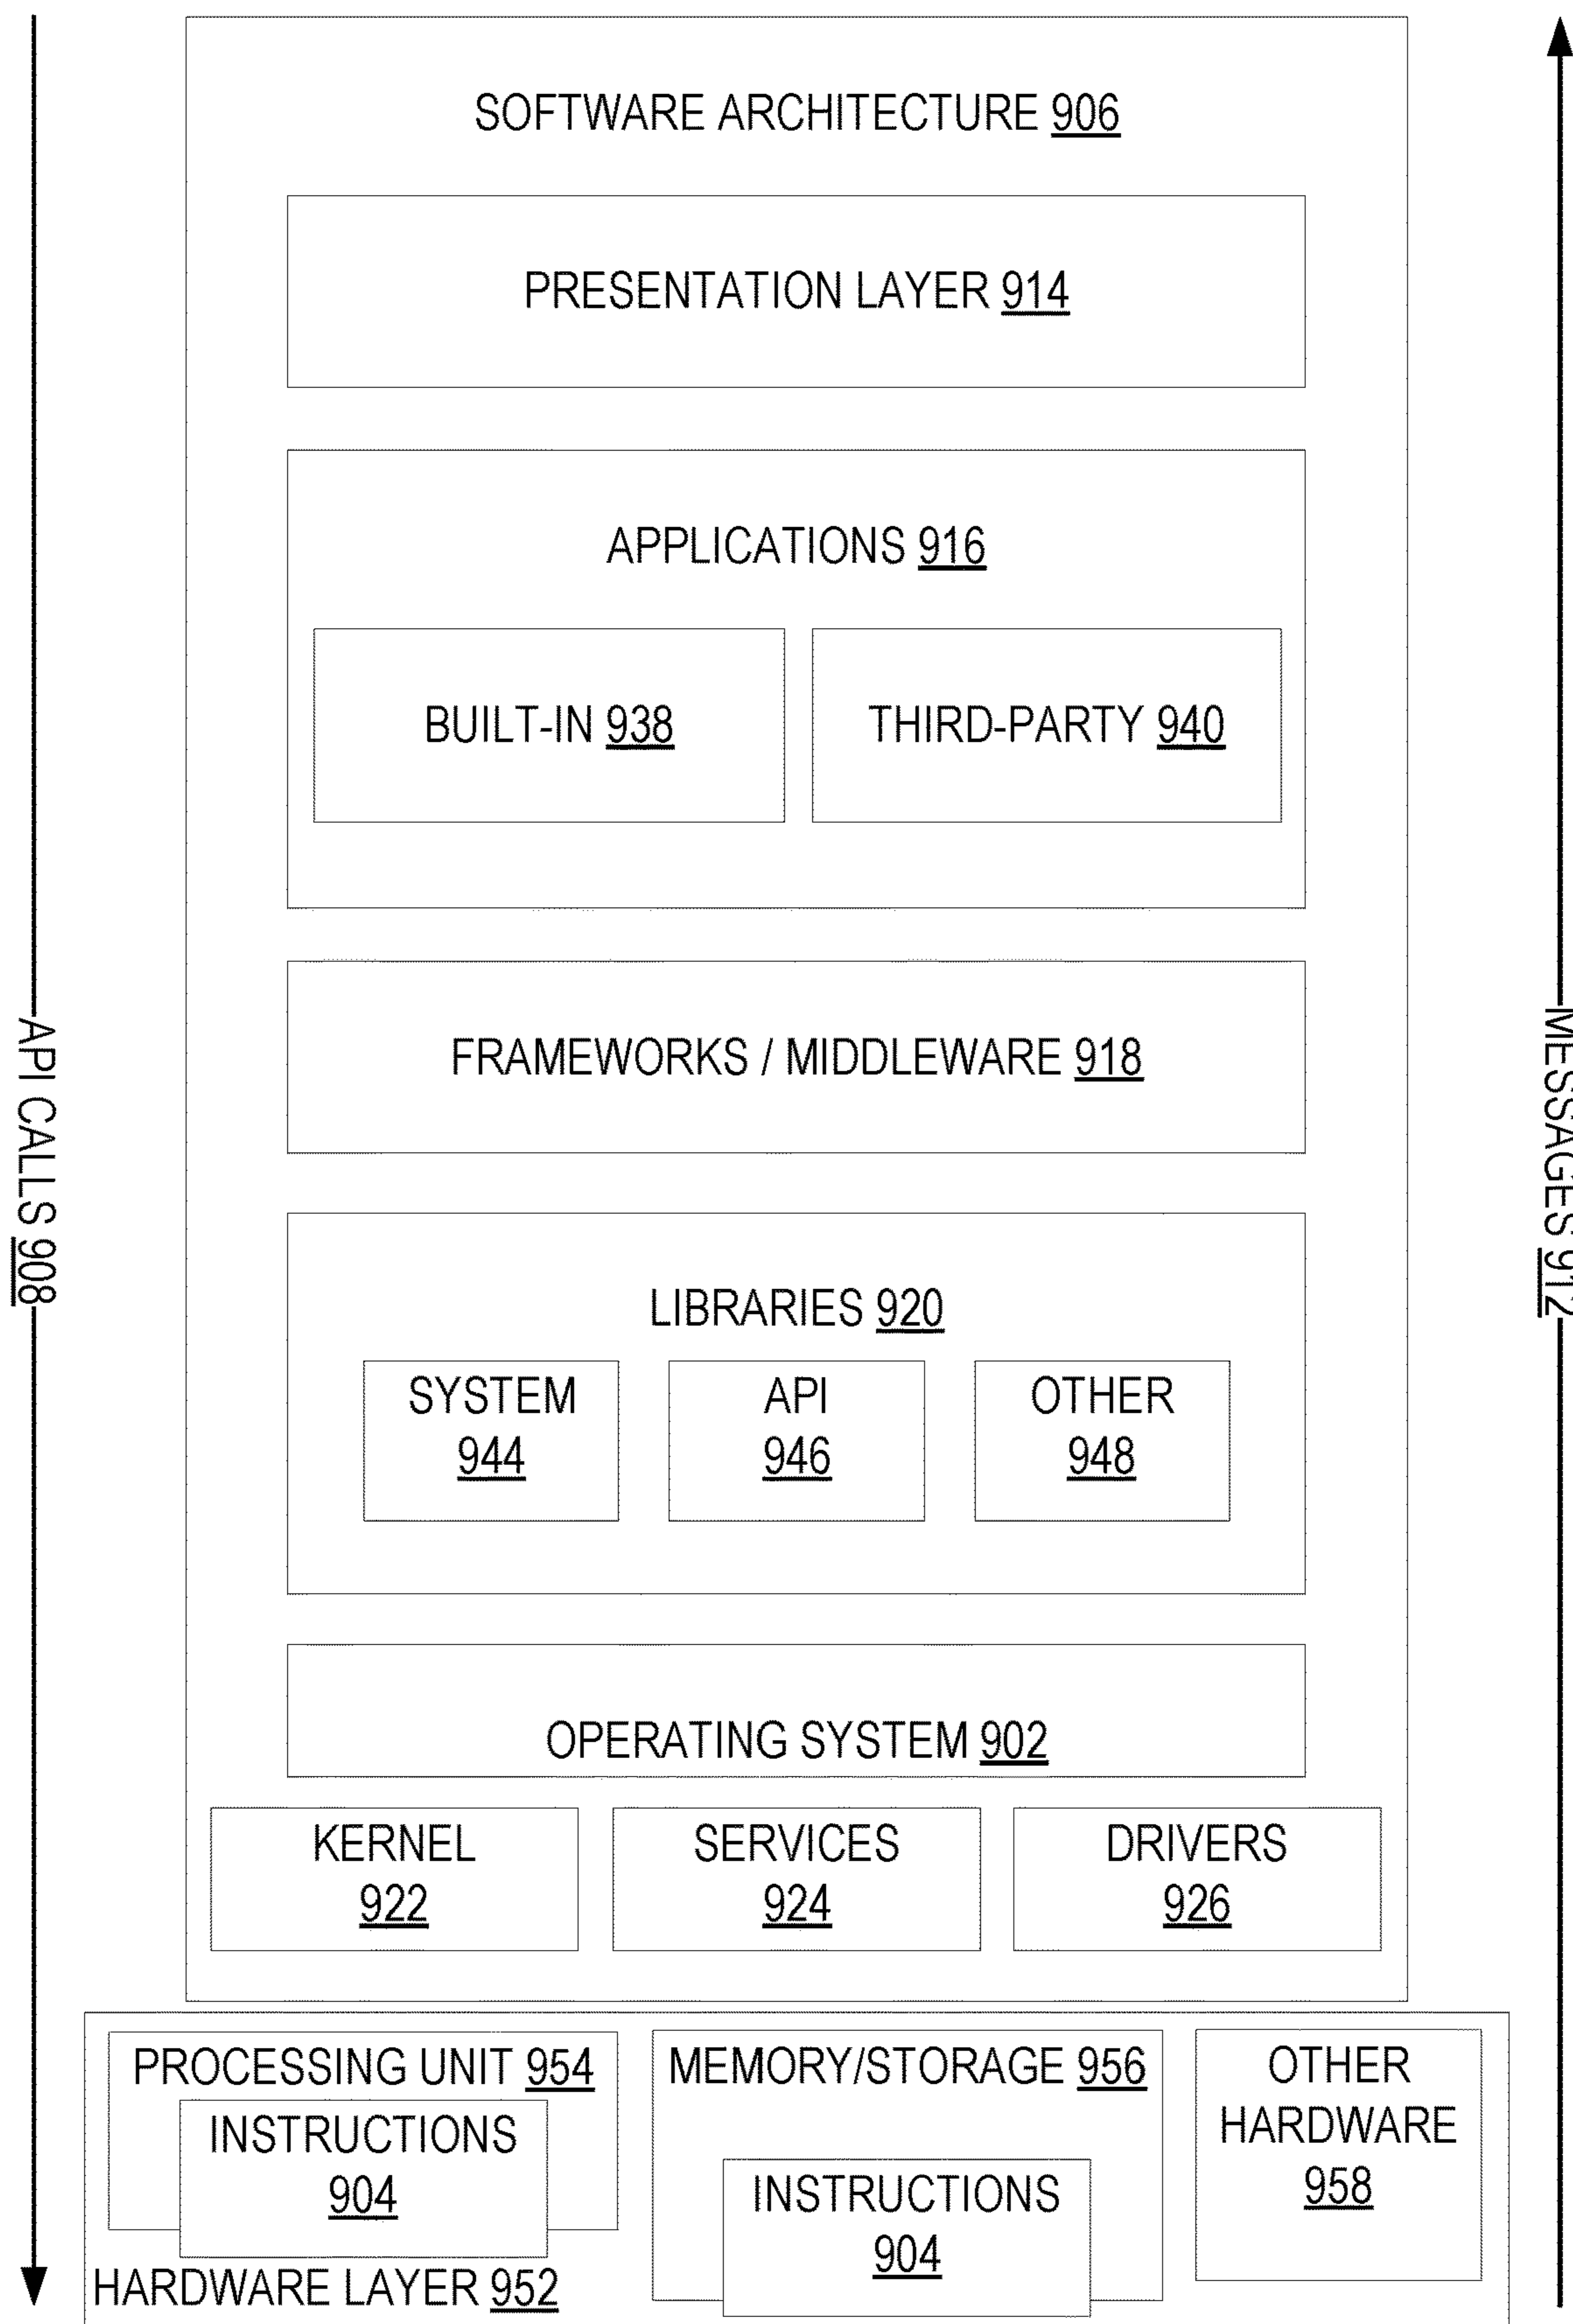 SOFTWARE ARCHITECTURE 906
PRESENTATION LAYER 914
APPLICATIONS 916
BUILT-IN 938
THIRD-PARTY 940
FRAMEWORKS / MIDDLEWARE 918
API CALLS 908
MESSAGES 912
LIBRARIES 920
SYSTEM
944
API
946
OTHER
948
OPERATING SYSTEM 902
KERNEL
922
SERVICES
924
DRIVERS
926
PROCESSING UNIT 954
INSTRUCTIONS
904
MEMORY/STORAGE 956
INSTRUCTIONS
904
OTHER
HARDWARE
958
HARDWARE LAYER 952